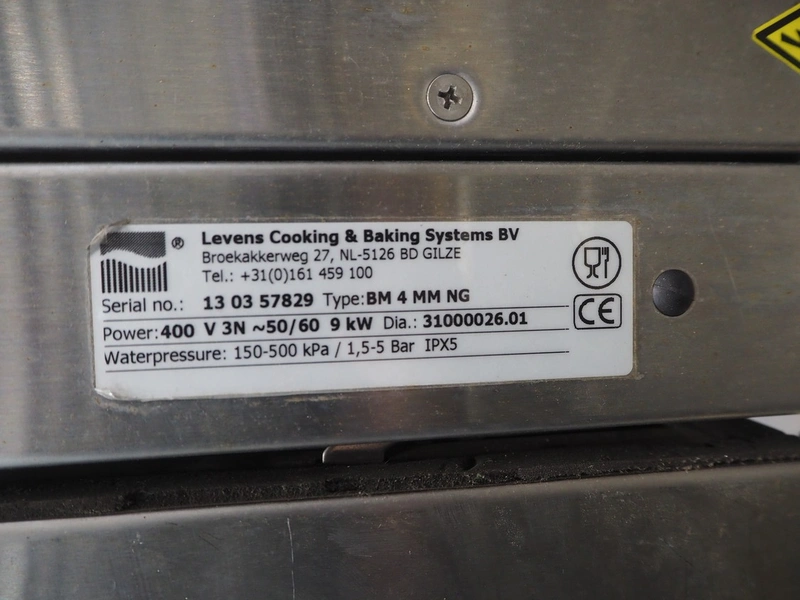 ® Levens Cooking & Baking Systems BV
Broekakkerweg 27, NL-5126 BD GILZE
Tel.: +31(0)161 459 100
Serial no.: 13 03 57829 Type: BM 4 MM NG
Power: 400 V 3N ~50/60 9 kW Dia.: 31000026.01
Waterpressure: 150-500 kPa / 1,5-5 Bar IPX5
CE